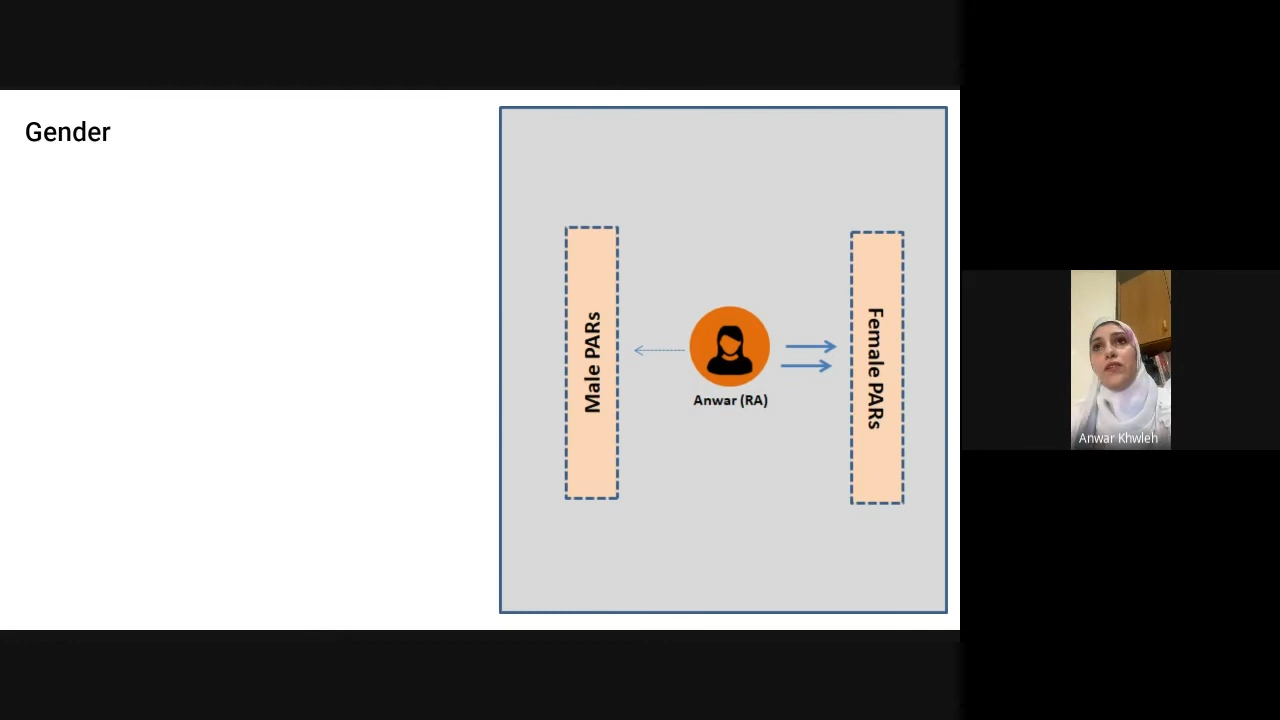 Gender
Male PARs
Anwar (RA)
Female PARs
Anwar Khwleh